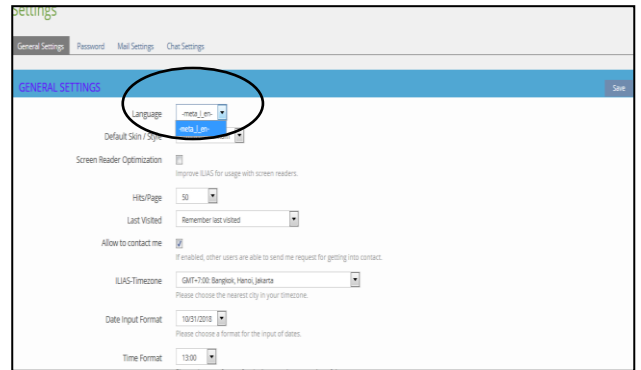 Settings
General Settings Password Mail Settings Chat Settings
GENERAL SETTINGS Save
Language -meta_l_en-
-meta_l_en-
Default Skin / Style
Screen Reader Optimization
Improve ILIAS for usage with screen readers.
Hits/Page 50
Last Visited Remember last visited
Allow to contact me
If enabled, other users are able to send me request for getting into contact.
ILIAS-Timezone GMT+7:00: Bangkok, Hanoi, Jakarta
Please choose the nearest city in your timezone.
Date Input Format 10/31/2018
Please choose a format for the input of dates.
Time Format 13:00